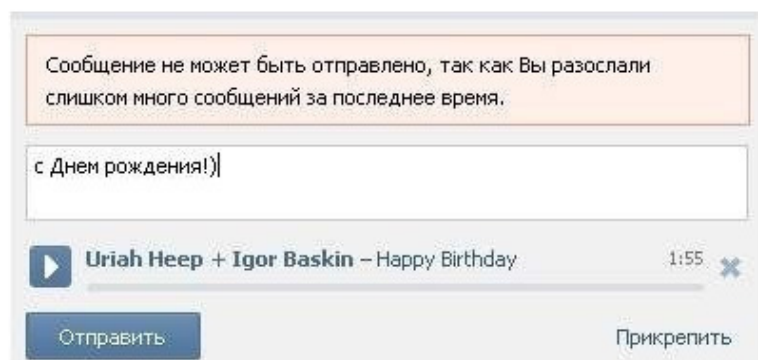 Сообщение не может быть отправлено, так как Вы разослали
слишком много сообщений за последнее время.
с Днем рождения!)
Uriah Heep + Igor Baskin – Happy Birthday 1:55
Отправить Прикрепить